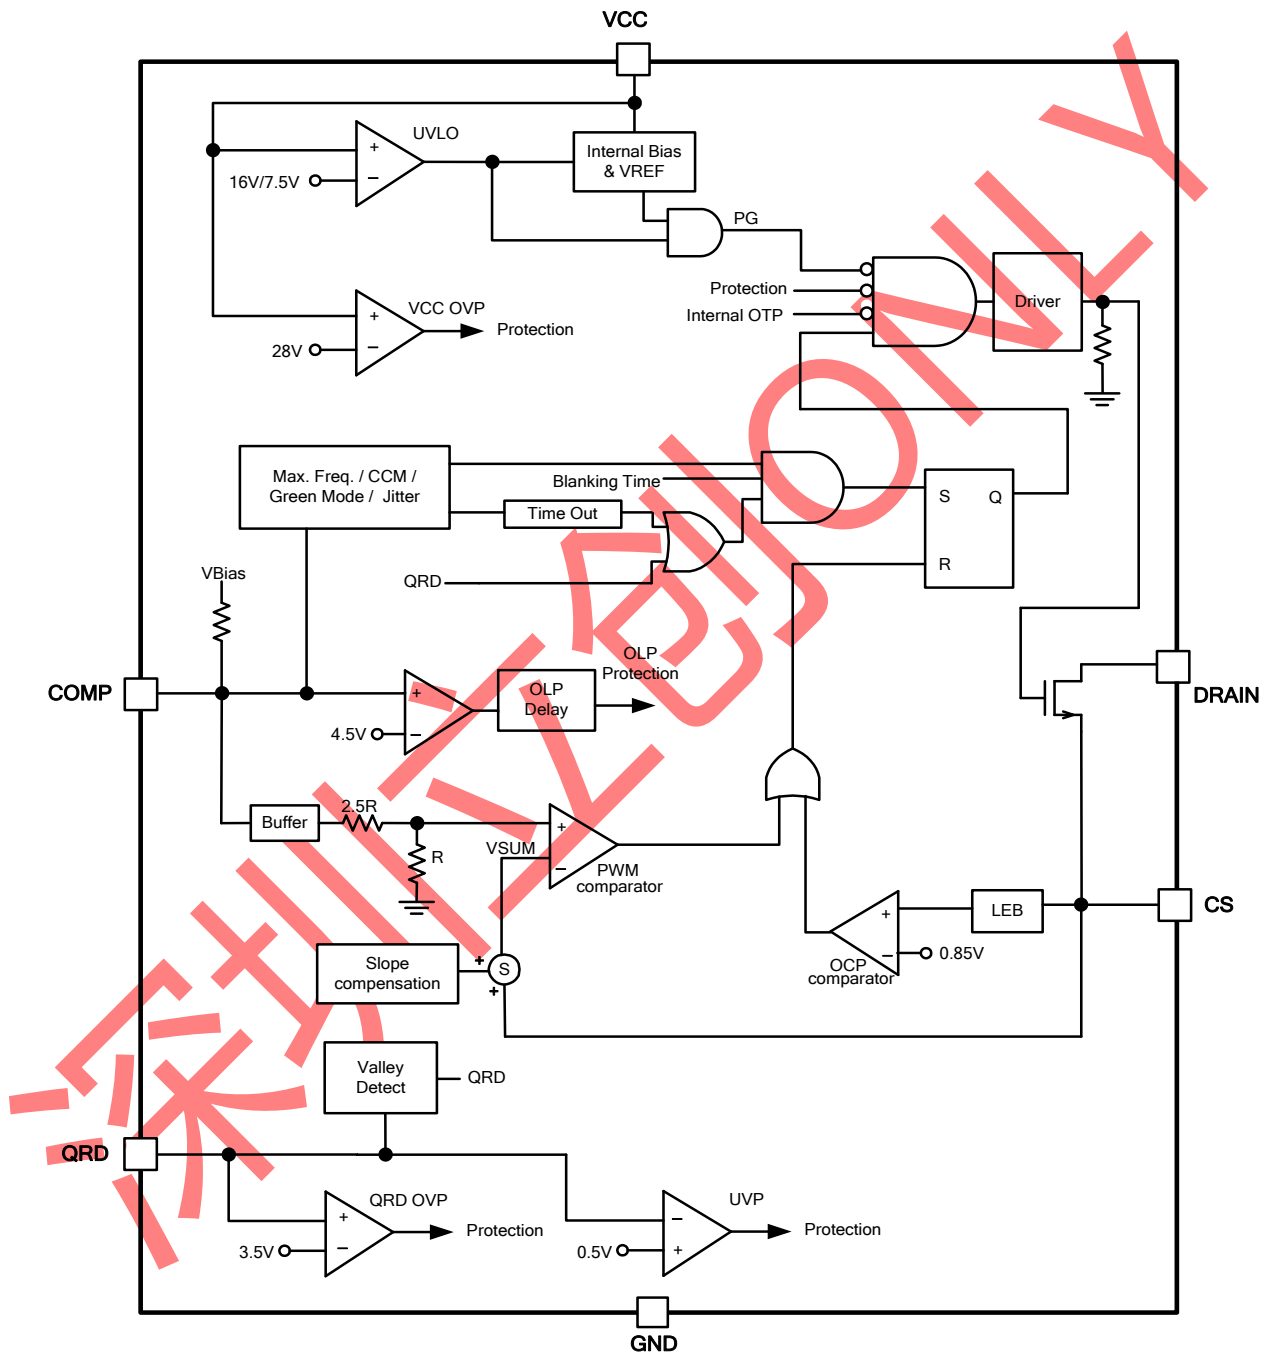 VCC
UVLO
+
−
16V/7.5V
Internal Bias
& VREF
PG
VCC OVP
+
−
28V
Protection
Protection
Internal OTP
Driver
Max. Freq. / CCM /
Green Mode / Jitter
Blanking Time
Time Out
QRD
S Q
R
VBias
COMP
+
−
4.5V
OLP
Delay
OLP
Protection
DRAIN
Buffer
2.5R
R
VSUM
+
−
PWM
comparator
LEB
CS
+
−
0.85V
OCP
comparator
Slope
compensation
+
S
+
Valley
Detect
QRD
QRD
QRD OVP
+
−
3.5V
Protection
UVP
−
+
0.5V
Protection
GND
ONLY